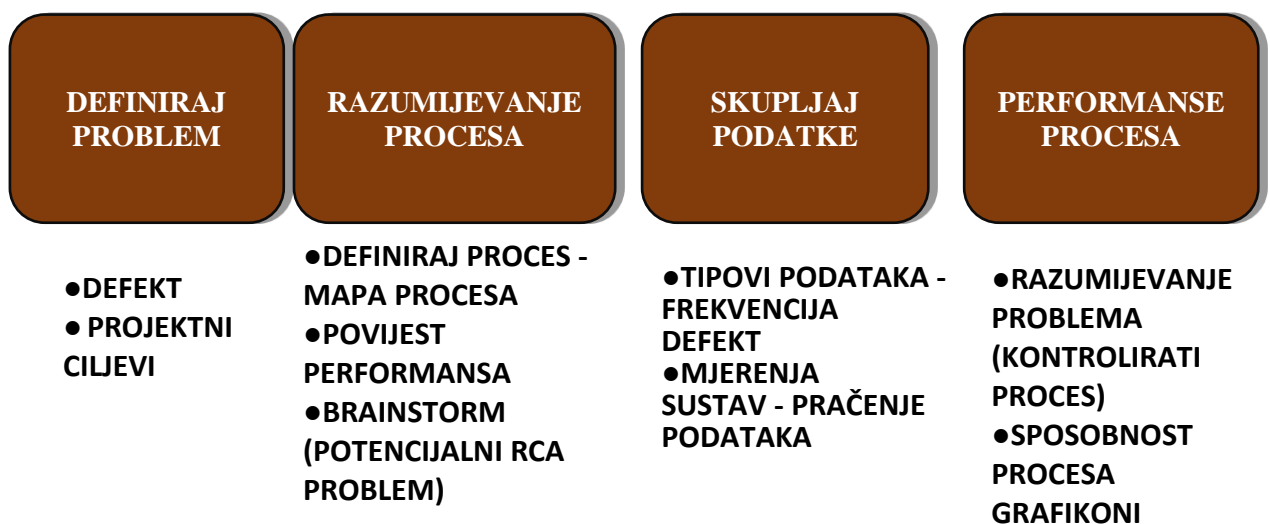 DEFINIRAJ
PROBLEM
●DEFEKT
● PROJEKTNI
CILJEVI
RAZUMIJEVANJE
PROCESA
●DEFINIRAJ PROCES -
MAPA PROCESA
●POVIJEST
PERFORMANSA
●BRAINSTORM
(POTENCIJALNI RCA
PROBLEM)
SKUPLJAJ
PODATKE
●TIPOVI PODATAKA -
FREKVENCIJA
DEFEKT
●MJERENJA
SUSTAV - PRAČENJE
PODATAKA
PERFORMANSE
PROCESA
●RAZUMIJEVANJE
PROBLEMA
(KONTROLIRATI
PROCES)
●SPOSOBNOST
PROCESA
GRAFIKONI